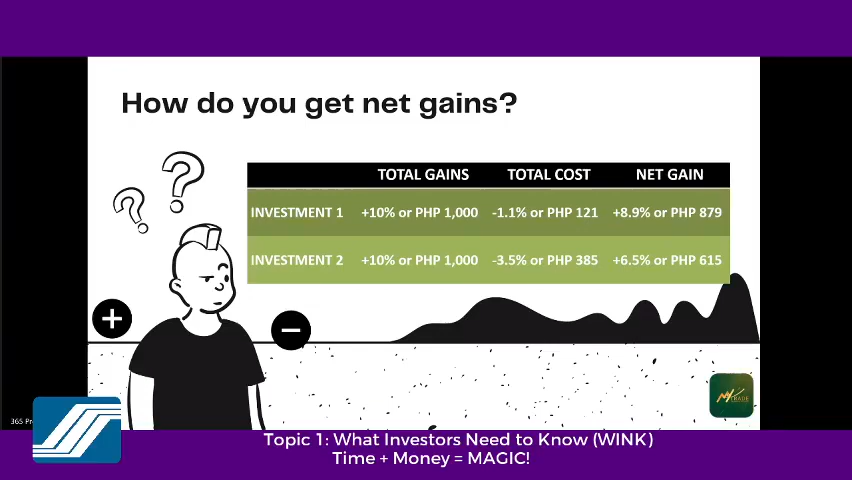 How do you get net gains?
TOTAL GAINS TOTAL COST NET GAIN
INVESTMENT 1 +10% or PHP 1,000 -1.1% or PHP 121 +8.9% or PHP 879
INVESTMENT 2 +10% or PHP 1,000 -3.5% or PHP 385 +6.5% or PHP 615
TRADE
365
Topic 1: What Investors Need to Know (WINK)
Time + Money = MAGIC!